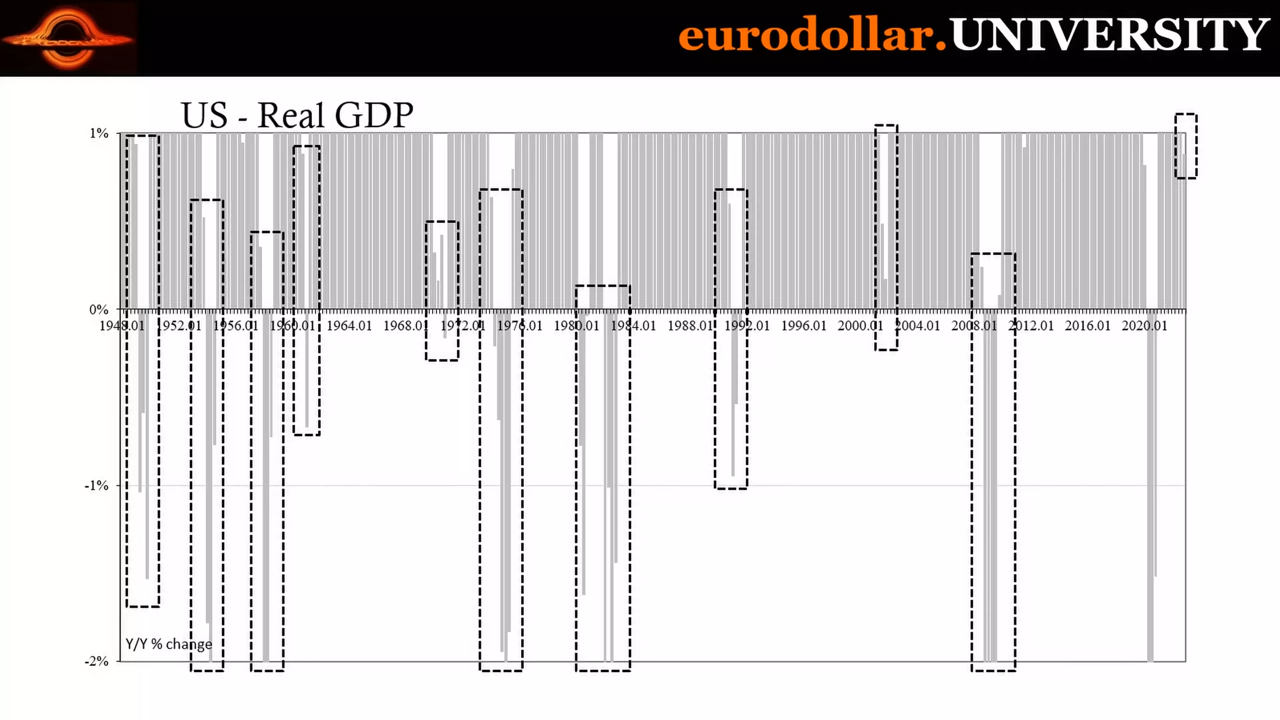 eurodollar.UNIVERSITY
US - Real GDP
1%
0%
1948.01 1952.01 1956.01 1960.01 1964.01 1968.01 1972.01 1976.01 1980.01 1984.01 1988.01 1992.01 1996.01 2000.01 2004.01 2008.01 2012.01 2016.01 2020.01
-1%
Y/Y % change
-2%